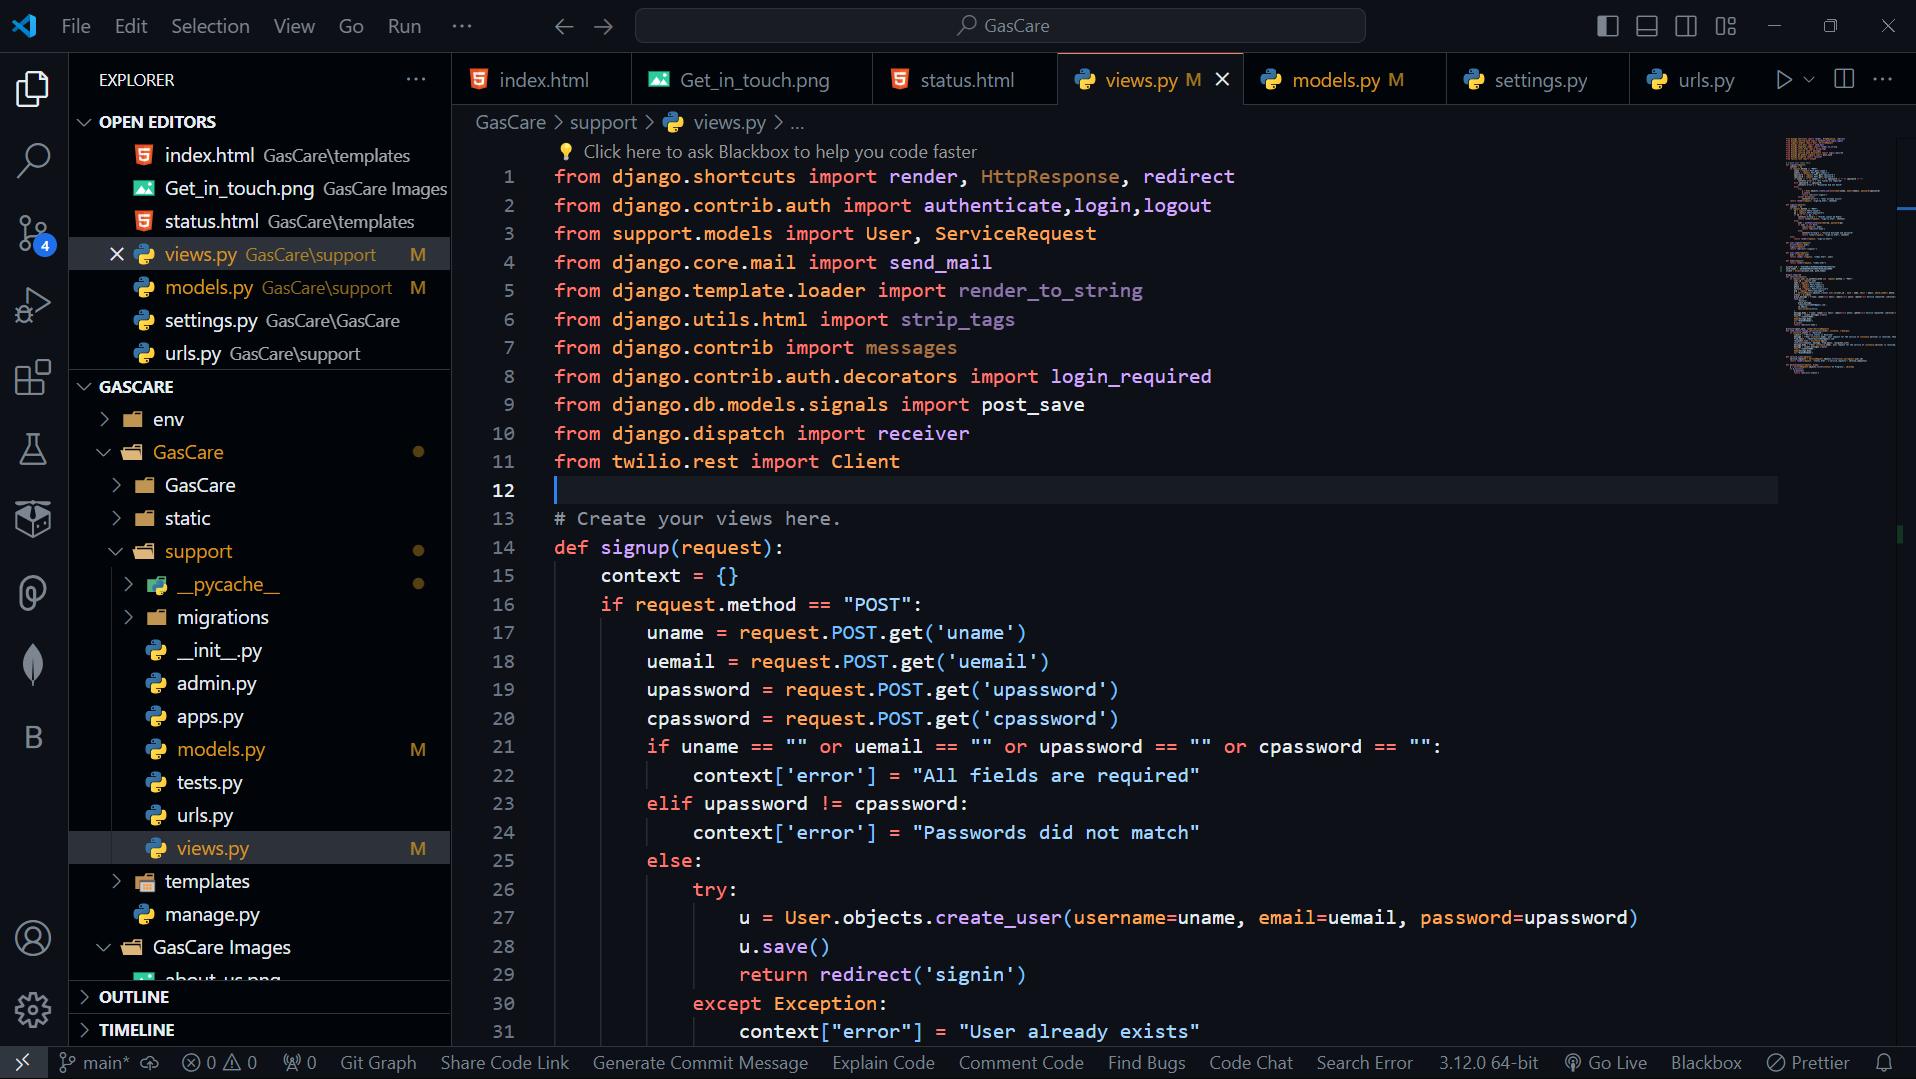 File Edit Selection View Go Run ···
GasCare
EXPLORER ···
index.html
Get_in_touch.png
status.html
views.py M
models.py M
settings.py
urls.py
OPEN EDITORS
index.html GasCare\templates
Get_in_touch.png GasCare Images
status.html GasCare\templates
views.py GasCare\support M
models.py GasCare\support M
settings.py GasCare\GasCare
urls.py GasCare\support
GASCARE
env
GasCare
GasCare
static
support
__pycache__
migrations
__init__.py
admin.py
apps.py
models.py M
tests.py
urls.py
views.py M
templates
manage.py
GasCare Images
about_us.png
OUTLINE
TIMELINE
4
B
GasCare > support > views.py > ...
Click here to ask Blackbox to help you code faster
1 from django.shortcuts import render, HttpResponse, redirect
2 from django.contrib.auth import authenticate,login,logout
3 from support.models import User, ServiceRequest
4 from django.core.mail import send_mail
5 from django.template.loader import render_to_string
6 from django.utils.html import strip_tags
7 from django.contrib import messages
8 from django.contrib.auth.decorators import login_required
9 from django.db.models.signals import post_save
10 from django.dispatch import receiver
11 from twilio.rest import Client
12
13 # Create your views here.
14 def signup(request):
15 context = {}
16 if request.method == "POST":
17 uname = request.POST.get('uname')
18 uemail = request.POST.get('uemail')
19 upassword = request.POST.get('upassword')
20 cpassword = request.POST.get('cpassword')
21 if uname == "" or uemail == "" or upassword == "" or cpassword == "":
22 context['error'] = "All fields are required"
23 elif upassword != cpassword:
24 context['error'] = "Passwords did not match"
25 else:
26 try:
27 u = User.objects.create_user(username=uname, email=uemail, password=upassword)
28 u.save()
29 return redirect('signin')
30 except Exception:
31 context["error"] = "User already exists"
main* 0 0 0 Git Graph Share Code Link Generate Commit Message Explain Code Comment Code Find Bugs Code Chat Search Error 3.12.0 64-bit Go Live Blackbox Prettier